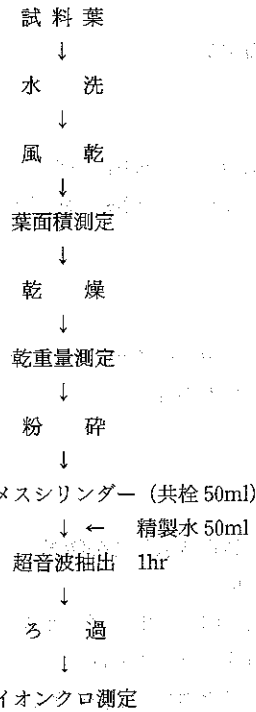 試料葉
↓
水　洗
↓
風　乾
↓
葉面積測定
↓
乾　燥
↓
乾重量測定
↓
粉　砕
↓
メスシリンダー（共栓 50ml）
↓ ←　精製水 50ml
超音波抽出　1hr
↓
ろ　過
↓
イオンクロ測定